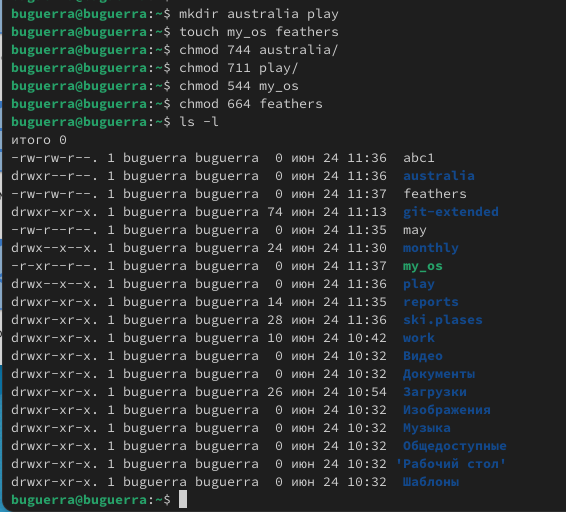 buguerra@buguerra:~$ mkdir australia play
buguerra@buguerra:~$ touch my_os feathers
buguerra@buguerra:~$ chmod 744 australia/
buguerra@buguerra:~$ chmod 711 play/
buguerra@buguerra:~$ chmod 544 my_os
buguerra@buguerra:~$ chmod 664 feathers
buguerra@buguerra:~$ ls -l
итого 0
-rw-rw-r--. 1 buguerra buguerra  0 июн 24 11:36  abc1
drwxr--r--. 1 buguerra buguerra  0 июн 24 11:36  australia
-rw-rw-r--. 1 buguerra buguerra  0 июн 24 11:37  feathers
drwxr-xr-x. 1 buguerra buguerra 74 июн 24 11:13  git-extended
-rw-r--r--. 1 buguerra buguerra  0 июн 24 11:35  may
drwx--x--x. 1 buguerra buguerra 24 июн 24 11:30  monthly
-r-xr--r--. 1 buguerra buguerra  0 июн 24 11:37  my_os
drwx--x--x. 1 buguerra buguerra  0 июн 24 11:36  play
drwxr-xr-x. 1 buguerra buguerra 14 июн 24 11:35  reports
drwxr-xr-x. 1 buguerra buguerra 28 июн 24 11:36  ski.plases
drwxr-xr-x. 1 buguerra buguerra 10 июн 24 10:42  work
drwxr-xr-x. 1 buguerra buguerra  0 июн 24 10:32  Видео
drwxr-xr-x. 1 buguerra buguerra  0 июн 24 10:32  Документы
drwxr-xr-x. 1 buguerra buguerra 26 июн 24 10:54  Загрузки
drwxr-xr-x. 1 buguerra buguerra  0 июн 24 10:32  Изображения
drwxr-xr-x. 1 buguerra buguerra  0 июн 24 10:32  Музыка
drwxr-xr-x. 1 buguerra buguerra  0 июн 24 10:32  Общедоступные
drwxr-xr-x. 1 buguerra buguerra  0 июн 24 10:32 'Рабочий стол'
drwxr-xr-x. 1 buguerra buguerra  0 июн 24 10:32  Шаблоны
buguerra@buguerra:~$